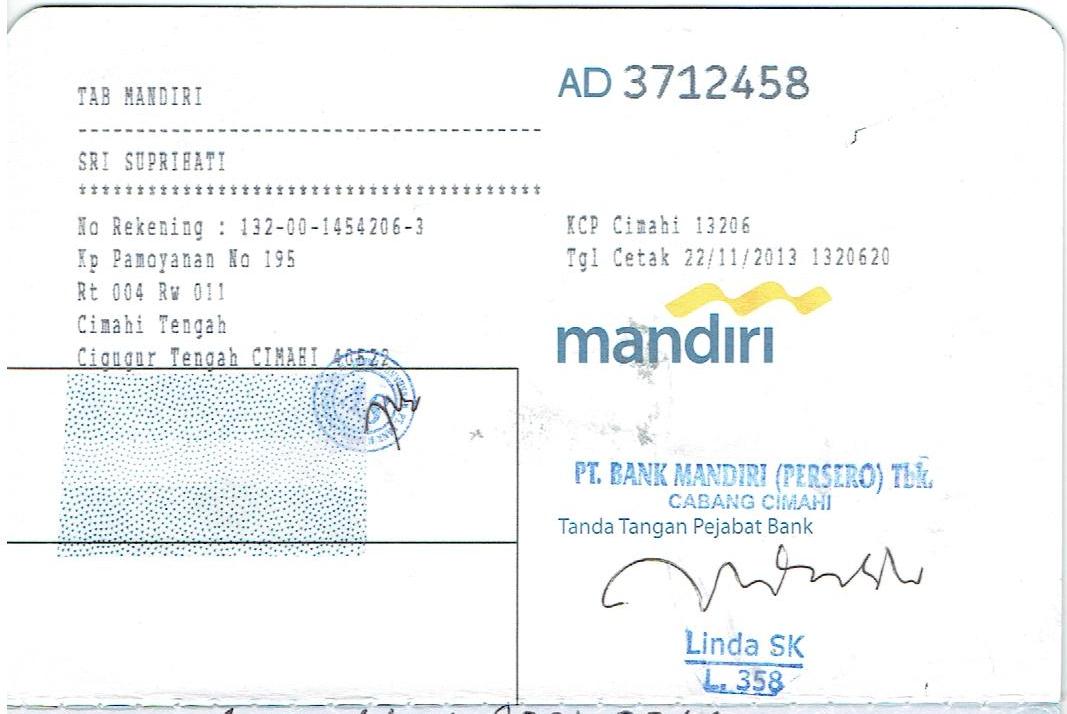 TAB MANDIRI
----------------------------------------
SRI SUPRIHATI
****************************************
No Rekening : 132-00-1454206-3
Kp Pamoyanan No 195
Rt 004 Rw 011
Cimahi Tengah
Cigugur Tengah CIMAHI 40522
AD 3712458
KCP Cimahi 13206
Tgl Cetak 22/11/2013 1320620
mandiri
PT. BANK MANDIRI (PERSERO) Tbk.
CABANG CIMAHI
Tanda Tangan Pejabat Bank
Linda SK
L. 358